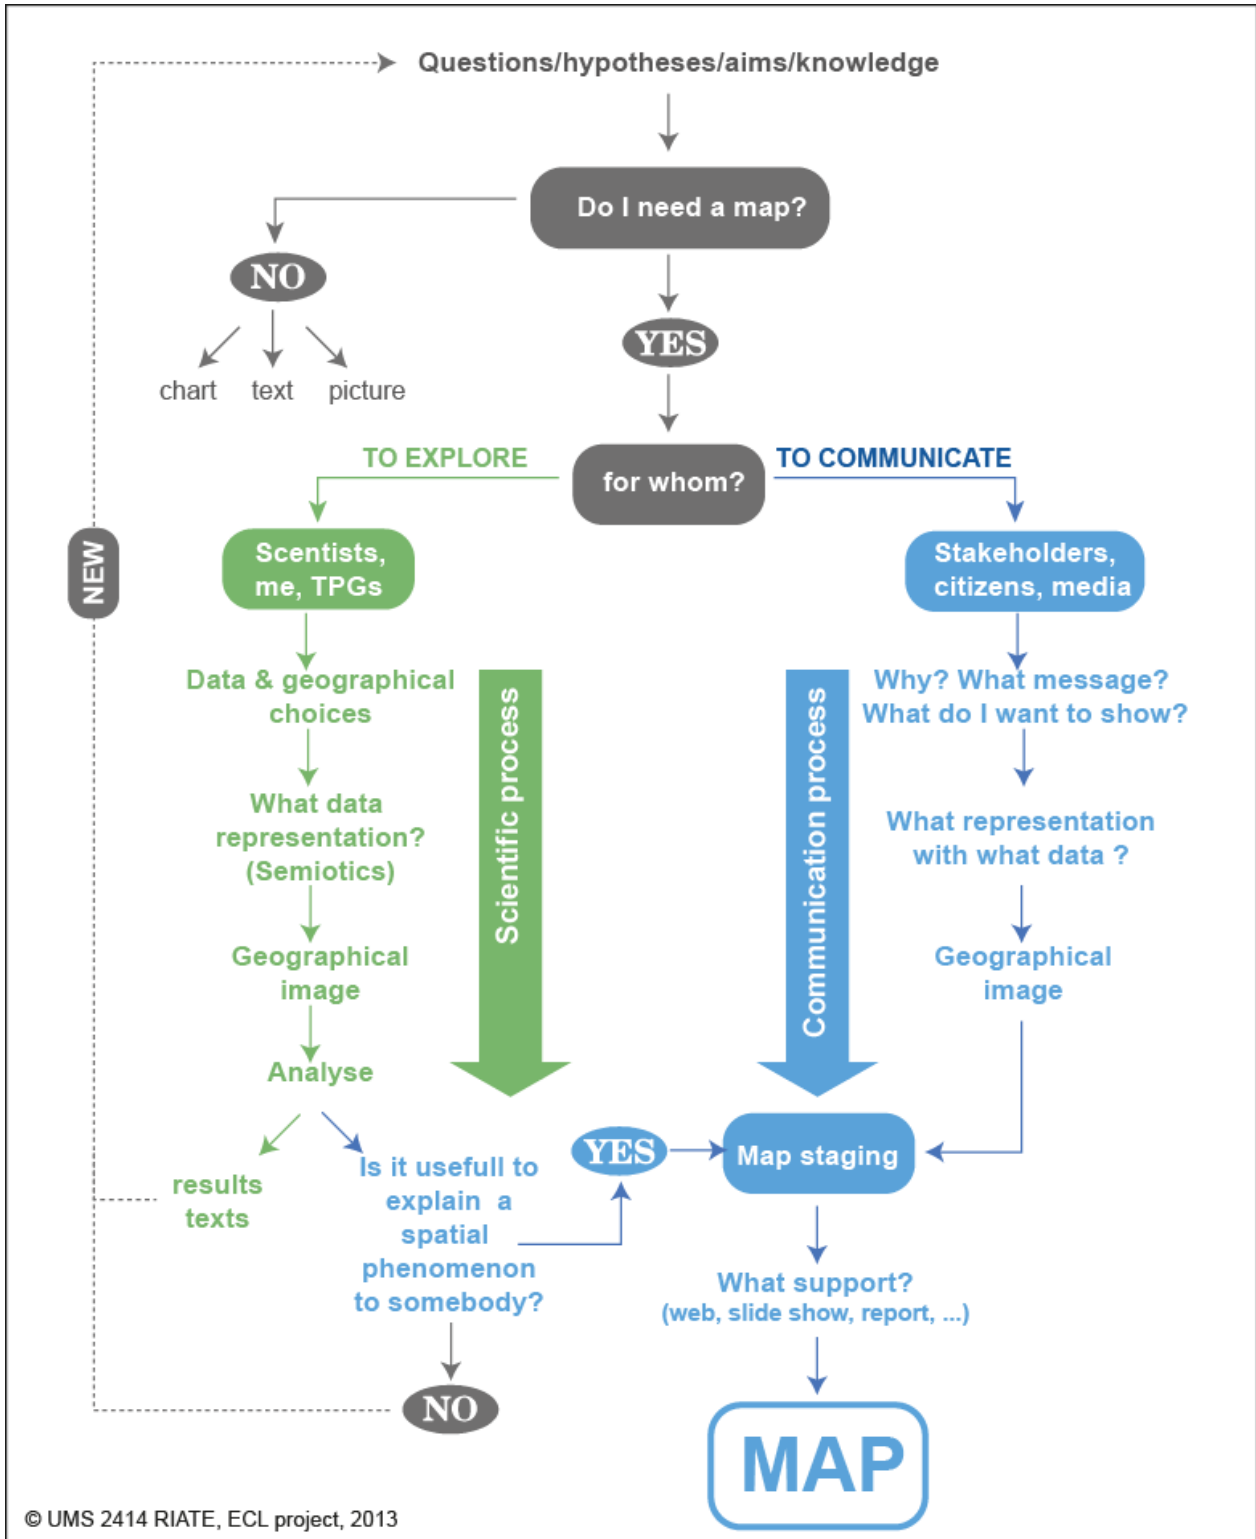 Questions/hypotheses/aims/knowledge
Do I need a map?
NO
chart
text
picture
YES
for whom?
TO EXPLORE
TO COMMUNICATE
NEW
Scentists,
me, TPGs
Data & geographical
choices
What data
representation?
(Semiotics)
Geographical
image
Analyse
results
texts
Scientific process
Is it usefull to
explain a
spatial
phenomenon
to somebody?
YES
NO
Stakeholders,
citizens, media
Why? What message?
What do I want to show?
What representation
with what data ?
Geographical
image
Communication process
Map staging
What support?
(web, slide show, report, ...)
MAP
© UMS 2414 RIATE, ECL project, 2013